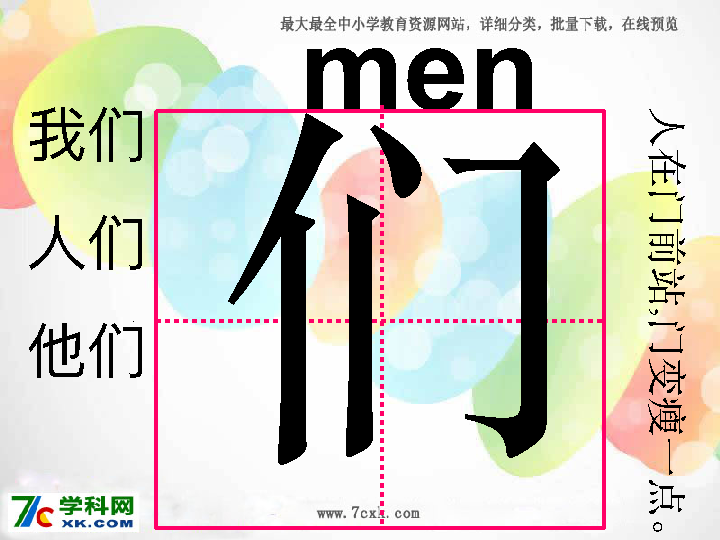 最大最全中小学教育资源网站，详细分类，批量下载，在线预览
men
我们
人们
他们
们
人在门前站,门变瘦一点。
7c学科网
XK.COM
www.7cxk.com